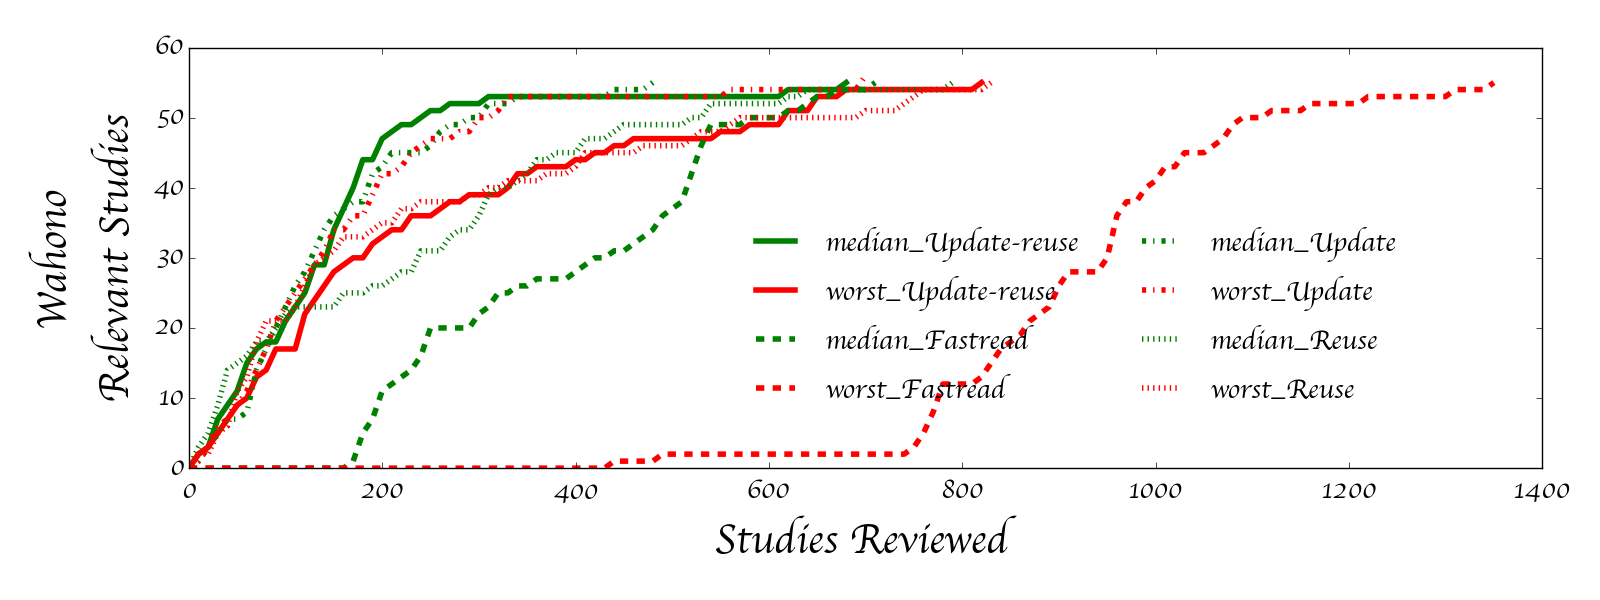 Wahono
Relevant Studies
60
50
40
30
20
10
0
0 200 400 600 800 1000 1200 1400
Studies Reviewed
median_Update-reuse
worst_Update-reuse
median_Fastread
worst_Fastread
median_Update
worst_Update
median_Reuse
worst_Reuse